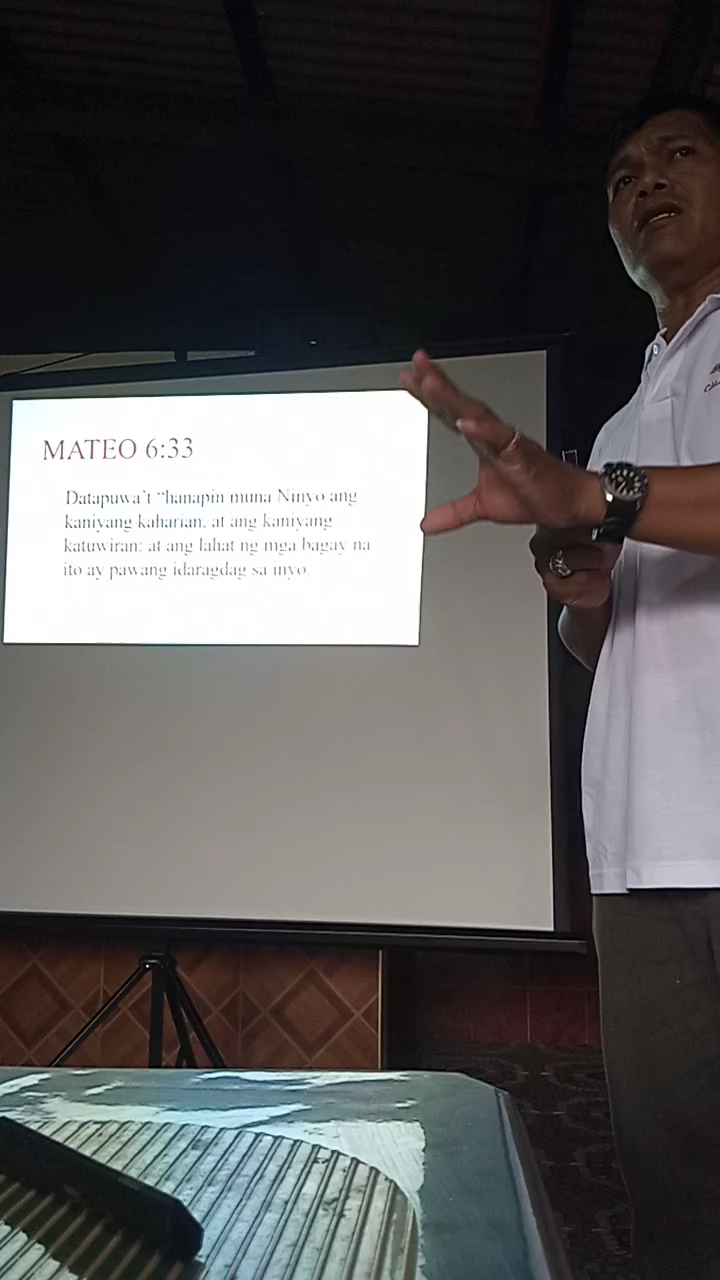 MATEO 6:33
Datapuwa't “hanapin muna Ninyo ang
kaniyang kaharian. at ang kaniyang
katuwiran: at ang lahat ng mga bagay na
ito ay pawang idaragdag sa inyo.